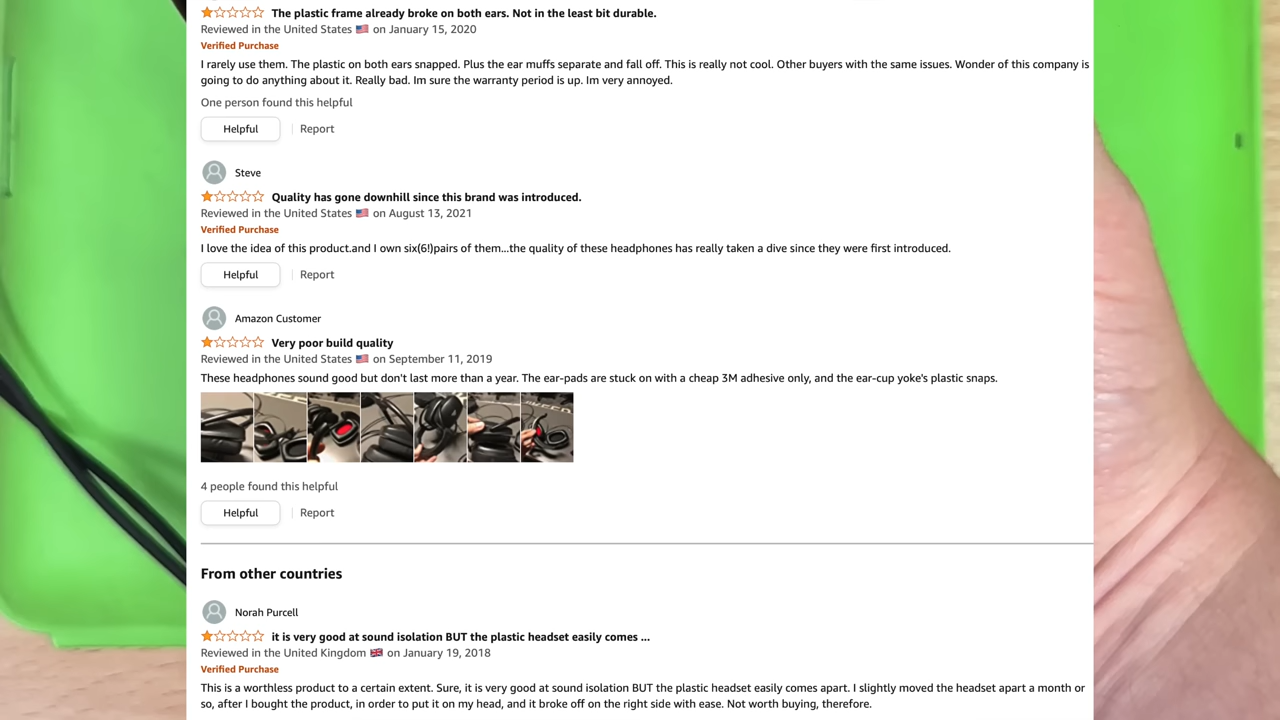 The plastic frame already broke on both ears. Not in the least bit durable.
Reviewed in the United States on January 15, 2020
Verified Purchase
I rarely use them. The plastic on both ears snapped. Plus the ear muffs separate and fall off. This is really not cool. Other buyers with the same issues. Wonder of this company is
going to do anything about it. Really bad. Im sure the warranty period is up. Im very annoyed.
One person found this helpful
Helpful | Report
Steve
Quality has gone downhill since this brand was introduced.
Reviewed in the United States on August 13, 2021
Verified Purchase
I love the idea of this product.and I own six(6!)pairs of them...the quality of these headphones has really taken a dive since they were first introduced.
Helpful | Report
Amazon Customer
Very poor build quality
Reviewed in the United States on September 11, 2019
These headphones sound good but don't last more than a year. The ear-pads are stuck on with a cheap 3M adhesive only, and the ear-cup yoke's plastic snaps.
4 people found this helpful
Helpful | Report
From other countries
Norah Purcell
it is very good at sound isolation BUT the plastic headset easily comes ...
Reviewed in the United Kingdom on January 19, 2018
Verified Purchase
This is a worthless product to a certain extent. Sure, it is very good at sound isolation BUT the plastic headset easily comes apart. I slightly moved the headset apart a month or
so, after I bought the product, in order to put it on my head, and it broke off on the right side with ease. Not worth buying, therefore.